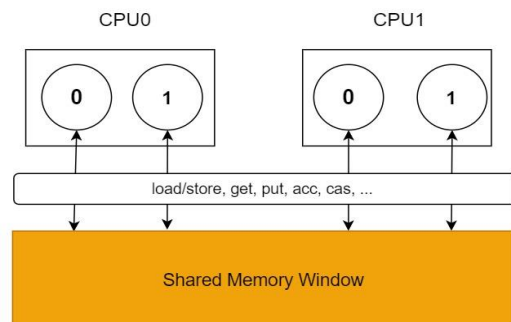 CPU0
CPU1
0
1
0
1
load/store, get, put, acc, cas, ...
Shared Memory Window